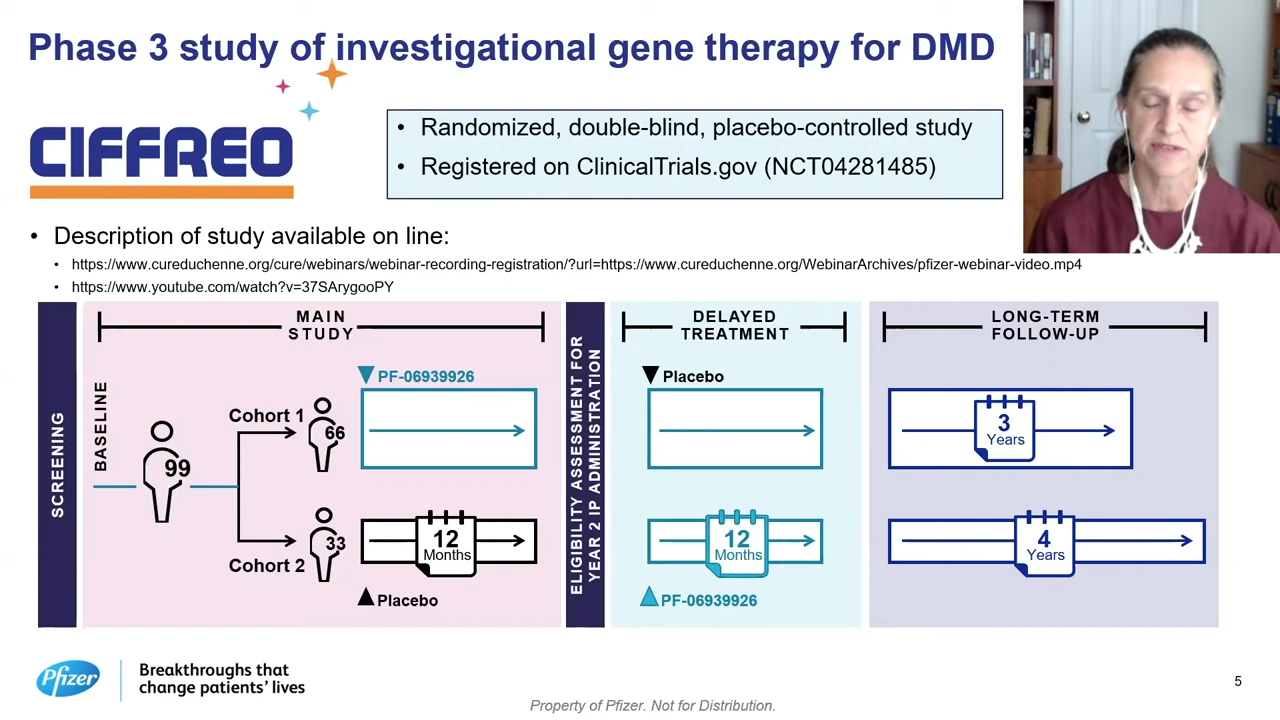 Phase 3 study of investigational gene therapy for DMD
CIFFREO
• Randomized, double-blind, placebo-controlled study
• Registered on ClinicalTrials.gov (NCT04281485)
• Description of study available on line:
• https://www.cureduchenne.org/cure/webinars/webinar-recording-registration/?url=https://www.cureduchenne.org/WebinarArchives/pfizer-webinar-video.mp4
• https://www.youtube.com/watch?v=37SArygooPY
SCREENING
MAIN
STUDY
BASELINE
99
Cohort 1
66
PF-06939926
Cohort 2
33
12
Months
Placebo
ELIGIBILITY ASSESSMENT FOR
YEAR 2 IP ADMINISTRATION
DELAYED
TREATMENT
Placebo
12
Months
PF-06939926
LONG-TERM
FOLLOW-UP
3
Years
4
Years
Pfizer
Breakthroughs that
change patients' lives
Property of Pfizer. Not for Distribution.
5